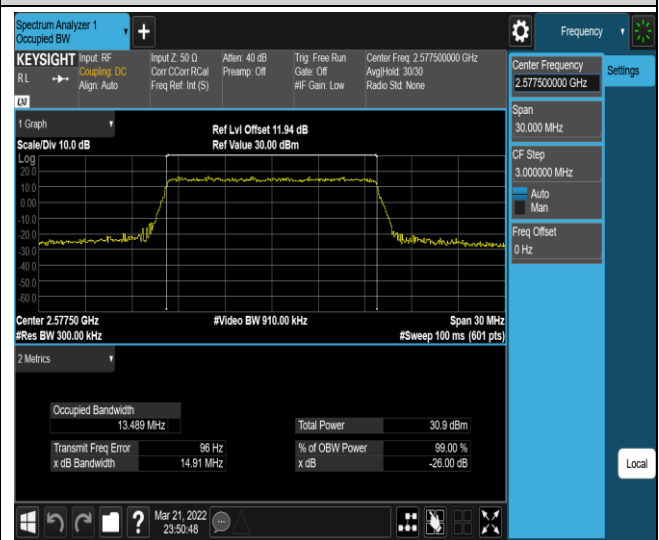 Spectrum Analyzer 1
Occupied BW
+
Frequency
KEYSIGHT
RL
LXI
Input: RF
Coupling: DC
Align: Auto
Input Z: 50 Ω
Corr CCorr RCal
Freq Ref: Int (S)
Atten: 40 dB
Preamp: Off
Trig: Free Run
Gate: Off
#IF Gain: Low
Center Freq: 2.577500000 GHz
Avg|Hold: 30/30
Radio Std: None
Center Frequency
2.577500000 GHz
Settings
Span
30.000 MHz
CF Step
3.000000 MHz
Auto
Man
Freq Offset
0 Hz
1 Graph
Scale/Div 10.0 dB
Ref Lvl Offset 11.94 dB
Ref Value 30.00 dBm
Log
20.0
10.0
0.00
-10.0
-20.0
-30.0
-40.0
-50.0
-60.0
Center 2.57750 GHz
#Video BW 910.00 kHz
Span 30 MHz
#Res BW 300.00 kHz
#Sweep 100 ms (601 pts)
2 Metrics
Occupied Bandwidth
13.489 MHz
Total Power 30.9 dBm
Transmit Freq Error 96 Hz
% of OBW Power 99.00 %
x dB Bandwidth 14.91 MHz
x dB -26.00 dB
Local
?
Mar 21, 2022
23:50:48